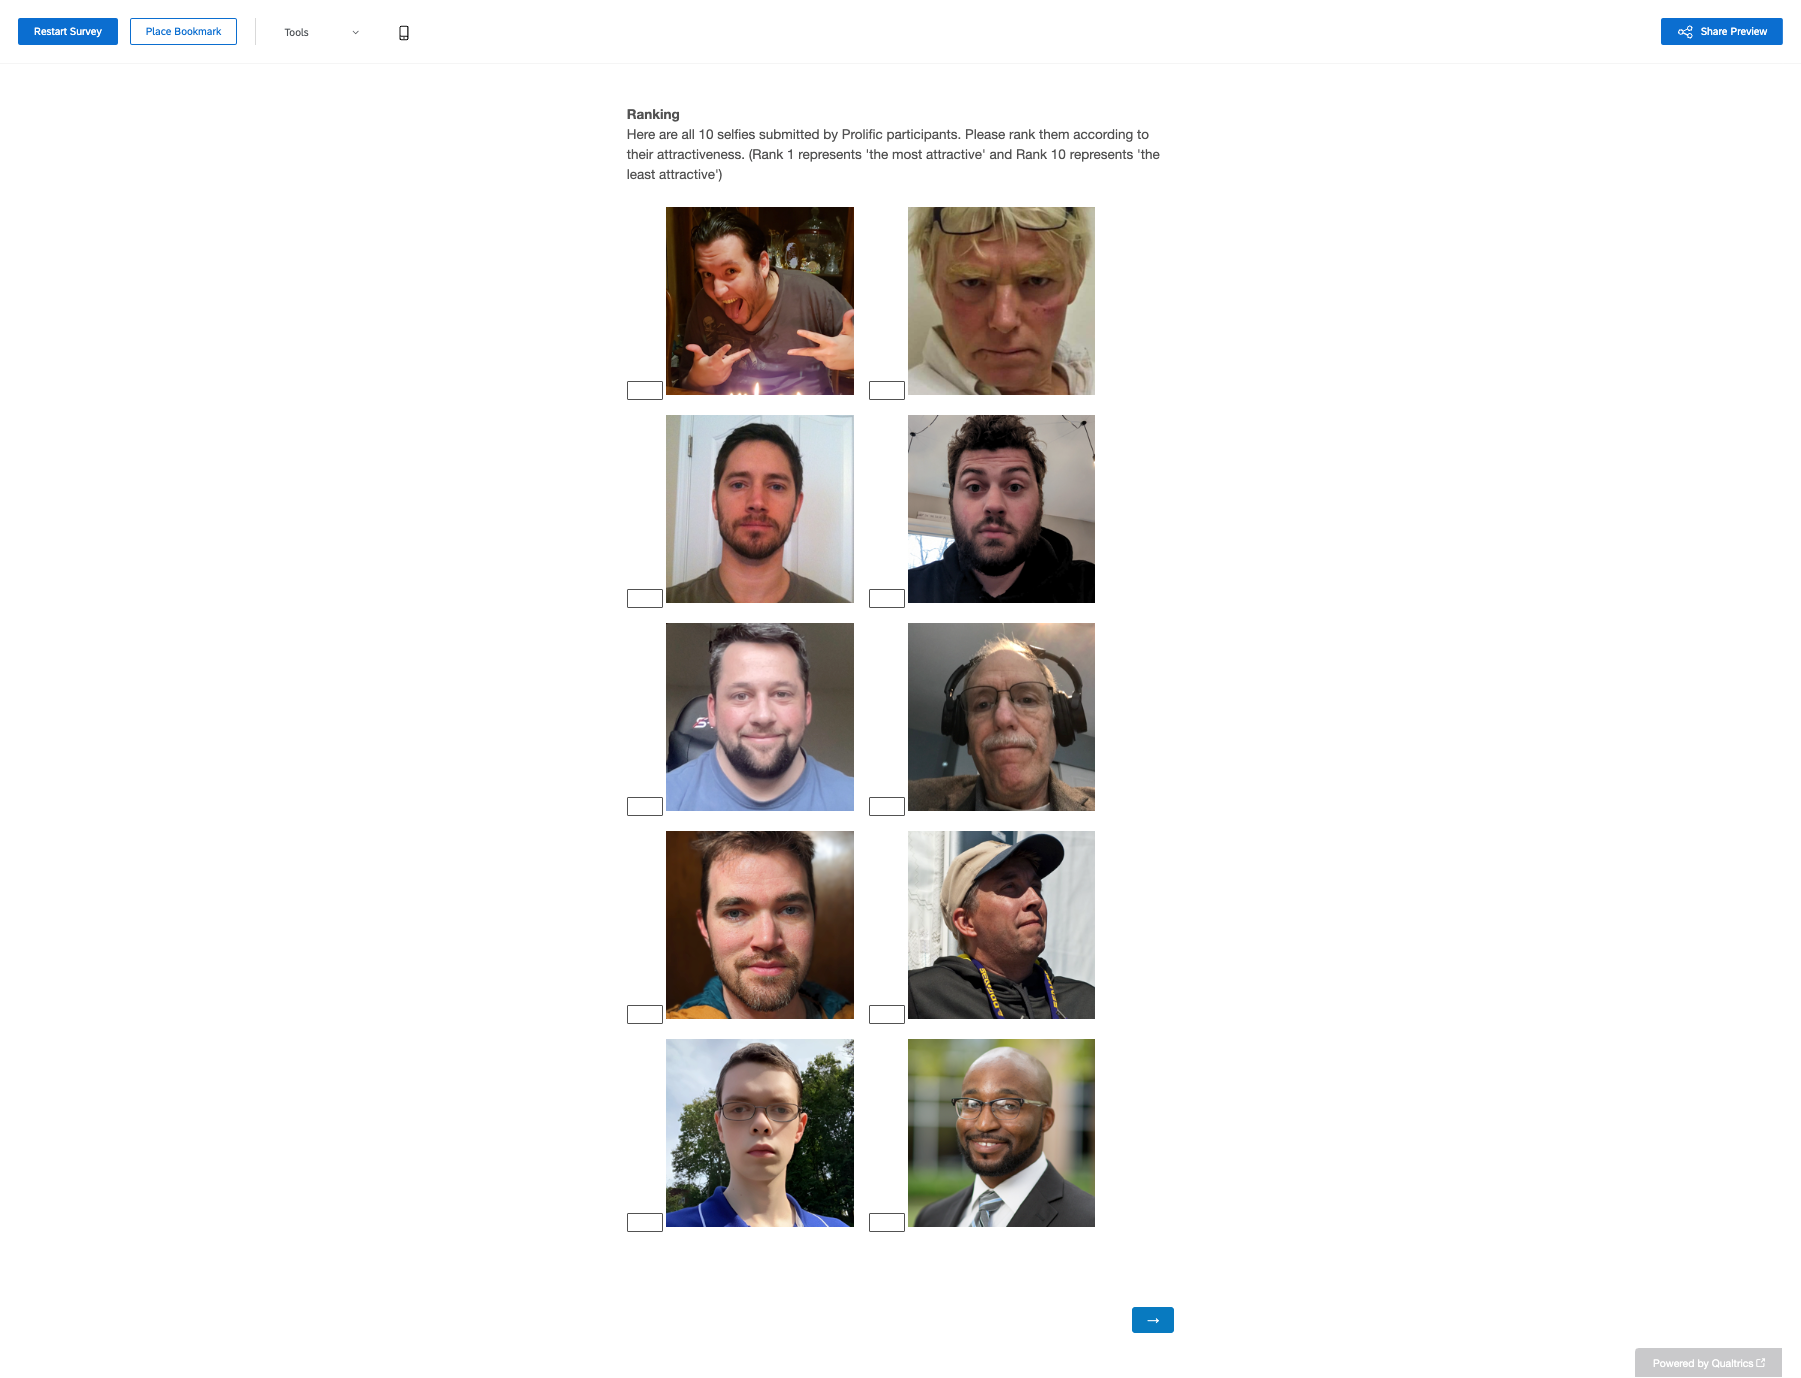 Restart Survey
Place Bookmark
Tools
Share Preview
Ranking
Here are all 10 selfies submitted by Prolific participants. Please rank them according to
their attractiveness. (Rank 1 represents 'the most attractive' and Rank 10 represents 'the
least attractive')
→
Powered by Qualtrics